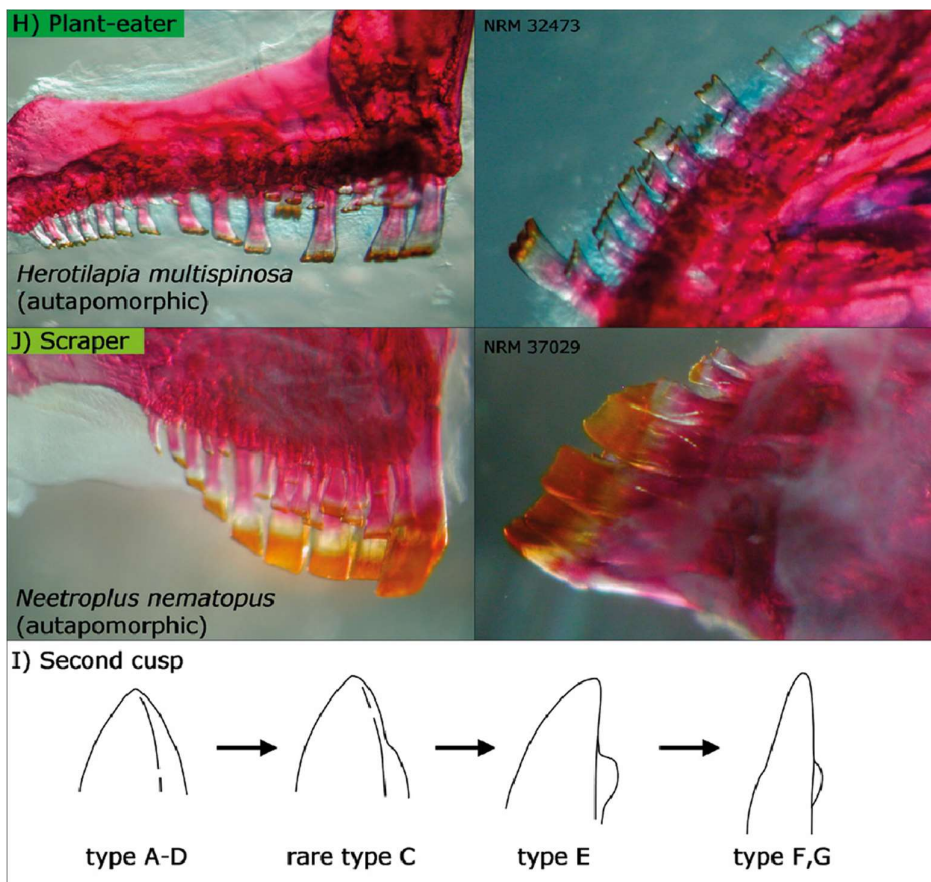 H) Plant-eater
NRM 32473
Herotilapia multispinosa
(autapomorphic)
J) Scraper
NRM 37029
Neetroplus nematopus
(autapomorphic)
I) Second cusp
type A-D
rare type C
type E
type F,G